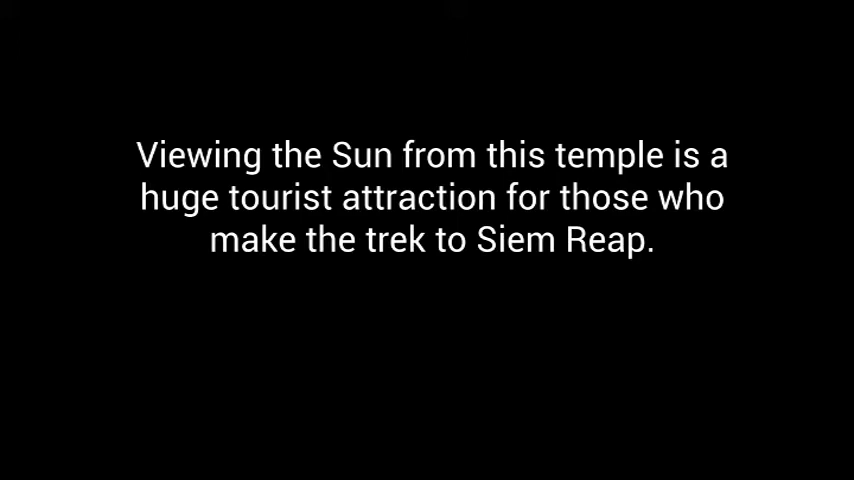 Viewing the Sun from this temple is a
huge tourist attraction for those who
make the trek to Siem Reap.